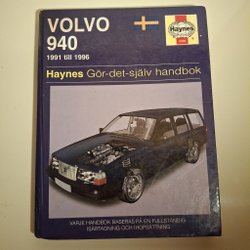 VOLVO
940
1991 till 1996
Haynes
Haynes Gör-det-själv handbok
VARJE HANDBOK BASERAS PÅ EN FULLSTÄNDIG
ISÄRTAGNING OCH IHOPSÄTTNING